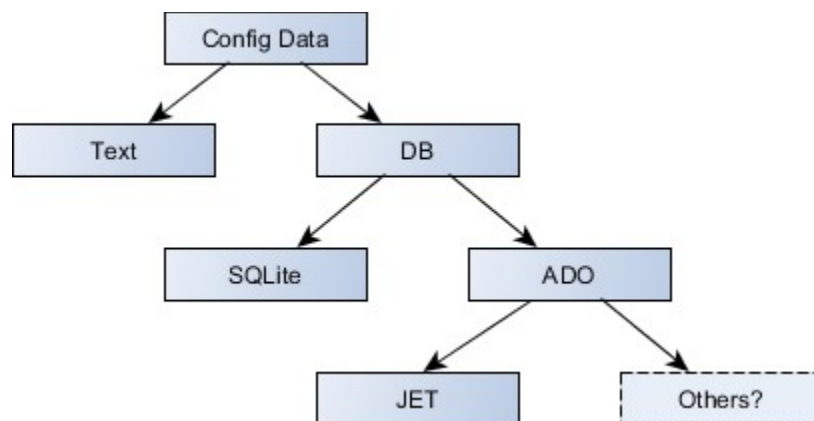 Config Data
Text
DB
SQLite
ADO
JET
Others?